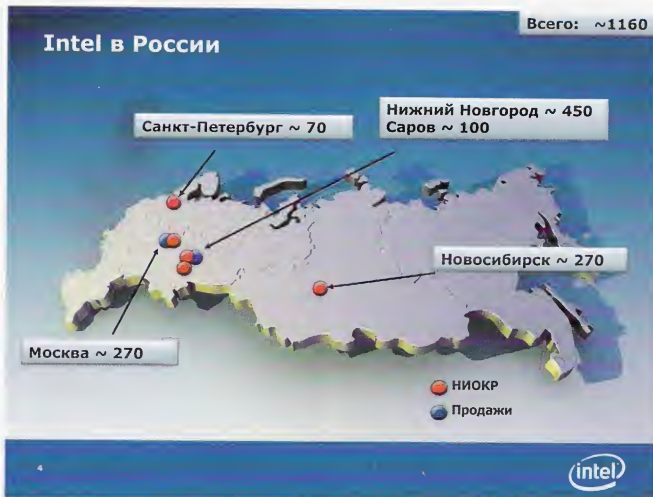 Всего: ~1160
Intel в России
Нижний Новгород ~ 450
Саров ~ 100
Санкт-Петербург ~ 70
Новосибирск ~ 270
Москва ~ 270
НИОКР
Продажи
4
intel